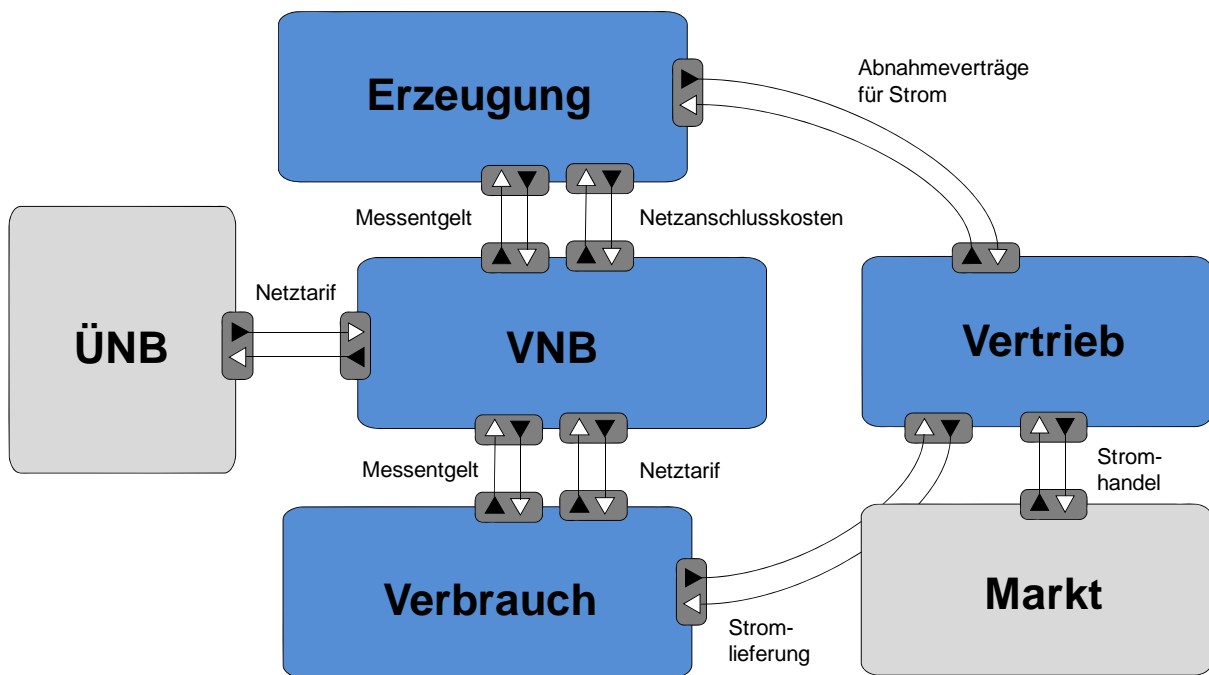 Erzeugung
Abnahmeverträge
für Strom
Messentgelt
Netzanschlusskosten
ÜNB
Netztarif
VNB
Vertrieb
Messentgelt
Netztarif
Strom-
handel
Verbrauch
Markt
Strom-
lieferung